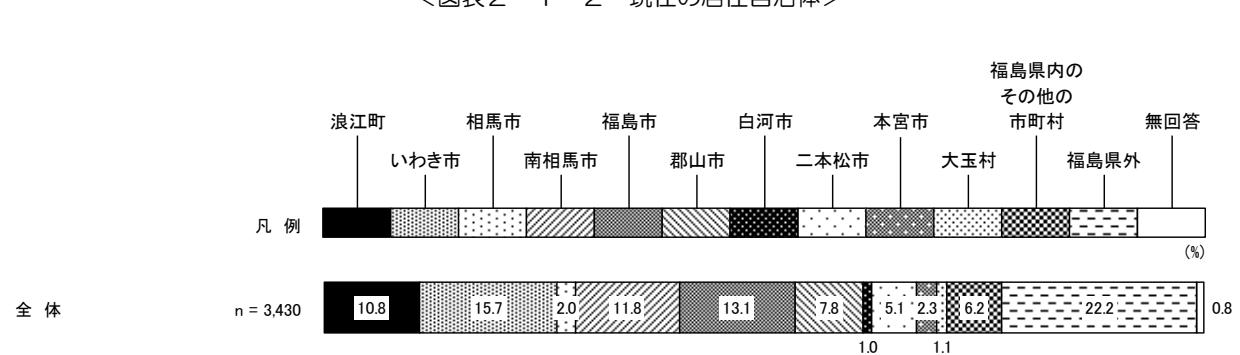 ＜図表２－１－２　現在の居住自治体＞
福島県内の
その他の
浪江町 相馬市 福島市 白河市 本宮市 市町村 無回答
いわき市 南相馬市 郡山市 二本松市 大玉村 福島県外
凡 例
(%)
全 体 n = 3,430 10.8 15.7 2.0 11.8 13.1 7.8 5.1 2.3 6.2 22.2 0.8
1.0 1.1